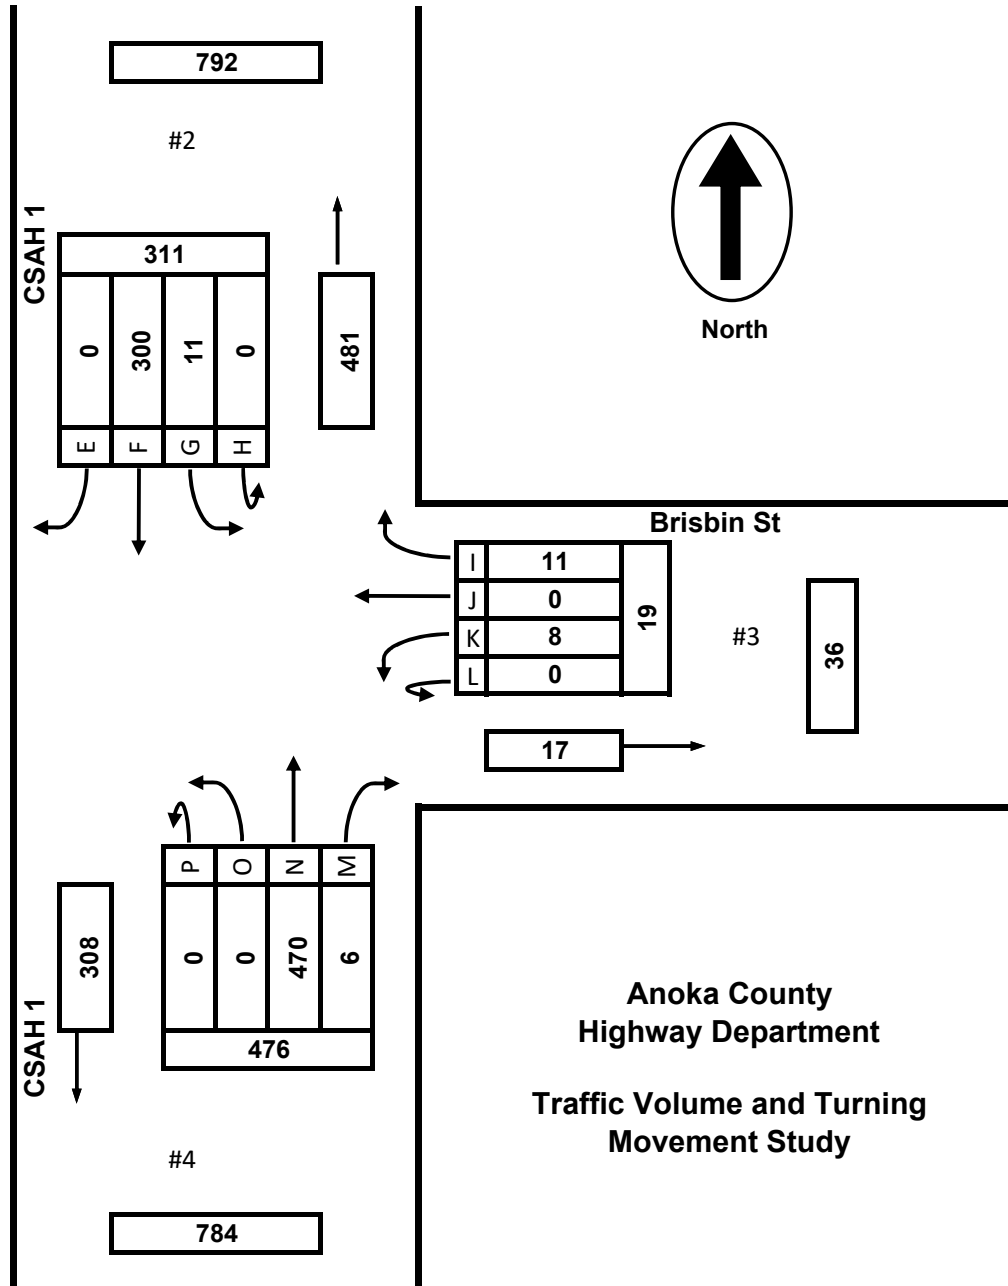 792
#2
CSAH 1
311
0
300
11
0
E
F
G
H
481
North
Brisbin St
I
11
J
0
K
8
L
0
19
#3
36
17
P
O
N
M
0
0
470
6
476
308
CSAH 1
#4
784
Anoka County
Highway Department
Traffic Volume and Turning
Movement Study